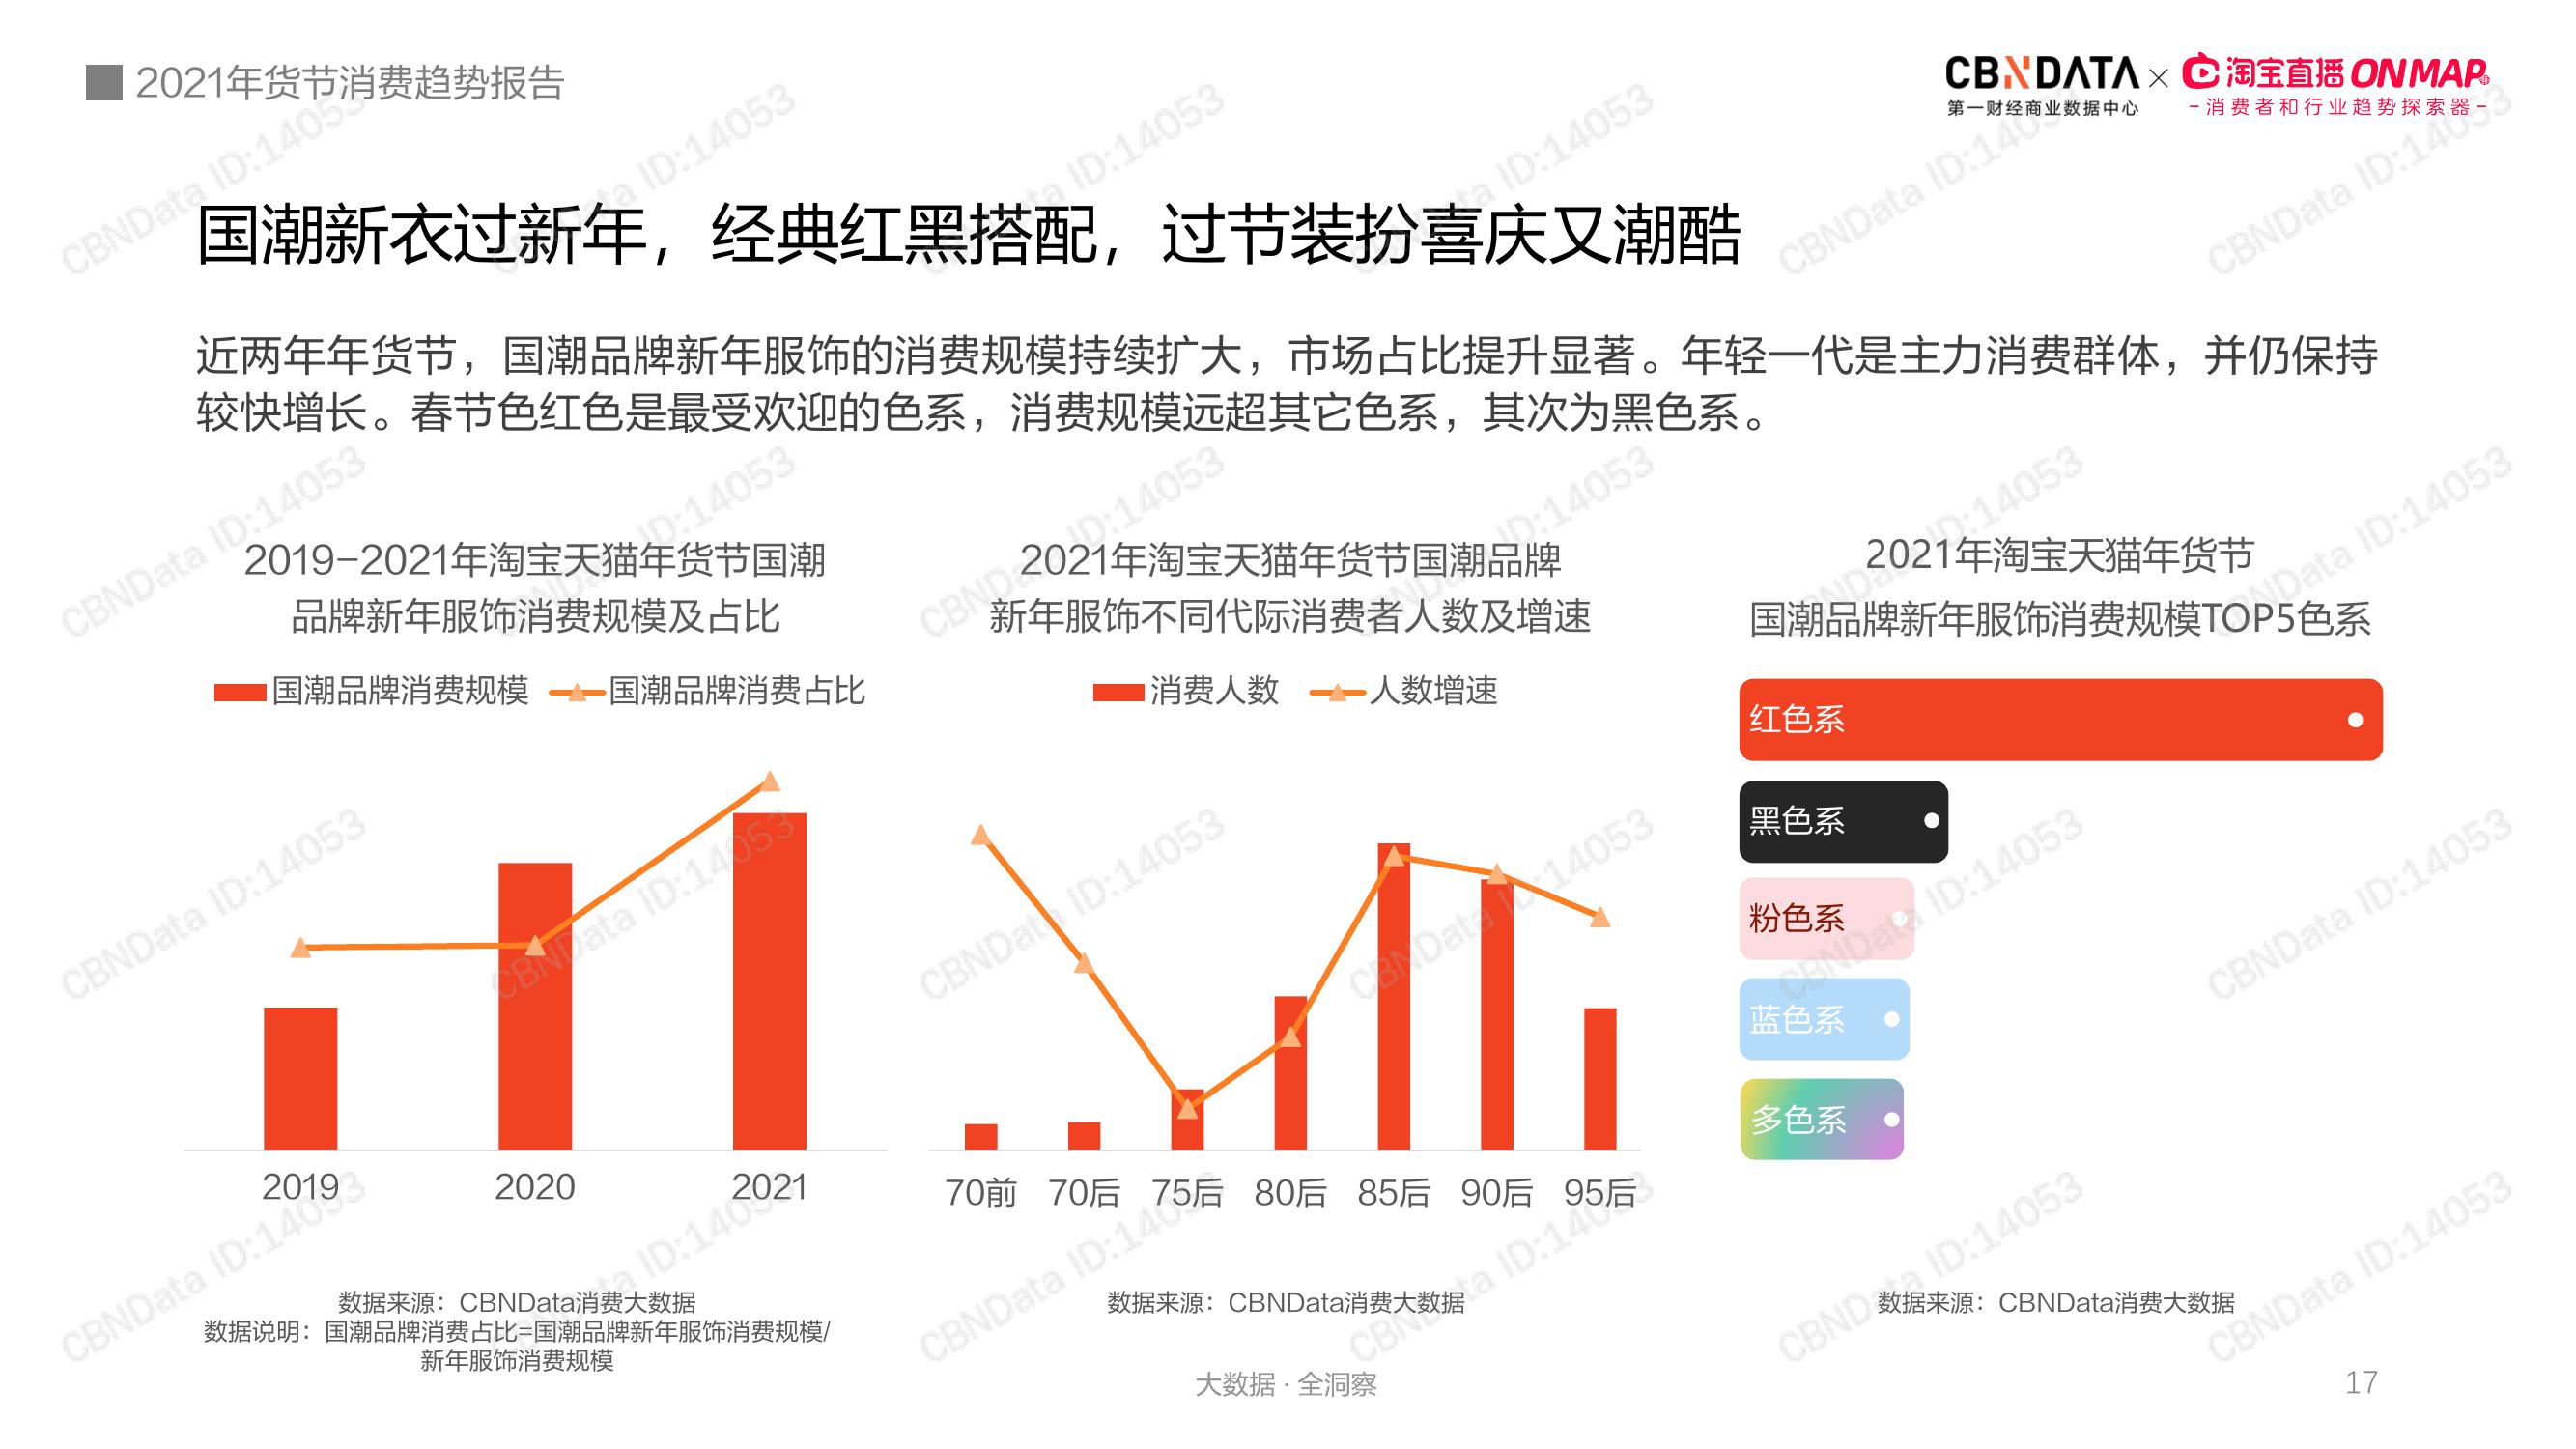 2021年货节消费趋势报告
CBNDATA × 淘宝直播 ON MAP
第一财经商业数据中心 -消费者和行业趋势探索器-
国潮新衣过新年，经典红黑搭配，过节装扮喜庆又潮酷
近两年年货节，国潮品牌新年服饰的消费规模持续扩大，市场占比提升显著。年轻一代是主力消费群体，并仍保持
较快增长。春节色红色是最受欢迎的色系，消费规模远超其它色系，其次为黑色系。
2019-2021年淘宝天猫年货节国潮
品牌新年服饰消费规模及占比
国潮品牌消费规模 国潮品牌消费占比
2019 2020 2021
数据来源：CBNData消费大数据
数据说明：国潮品牌消费占比=国潮品牌新年服饰消费规模/
新年服饰消费规模
2021年淘宝天猫年货节国潮品牌
新年服饰不同代际消费者人数及增速
消费人数 人数增速
70前 70后 75后 80后 85后 90后 95后
数据来源：CBNData消费大数据
2021年淘宝天猫年货节
国潮品牌新年服饰消费规模TOP5色系
红色系
黑色系
粉色系
蓝色系
多色系
数据来源：CBNData消费大数据
大数据 · 全洞察
17
CBNData ID:14053